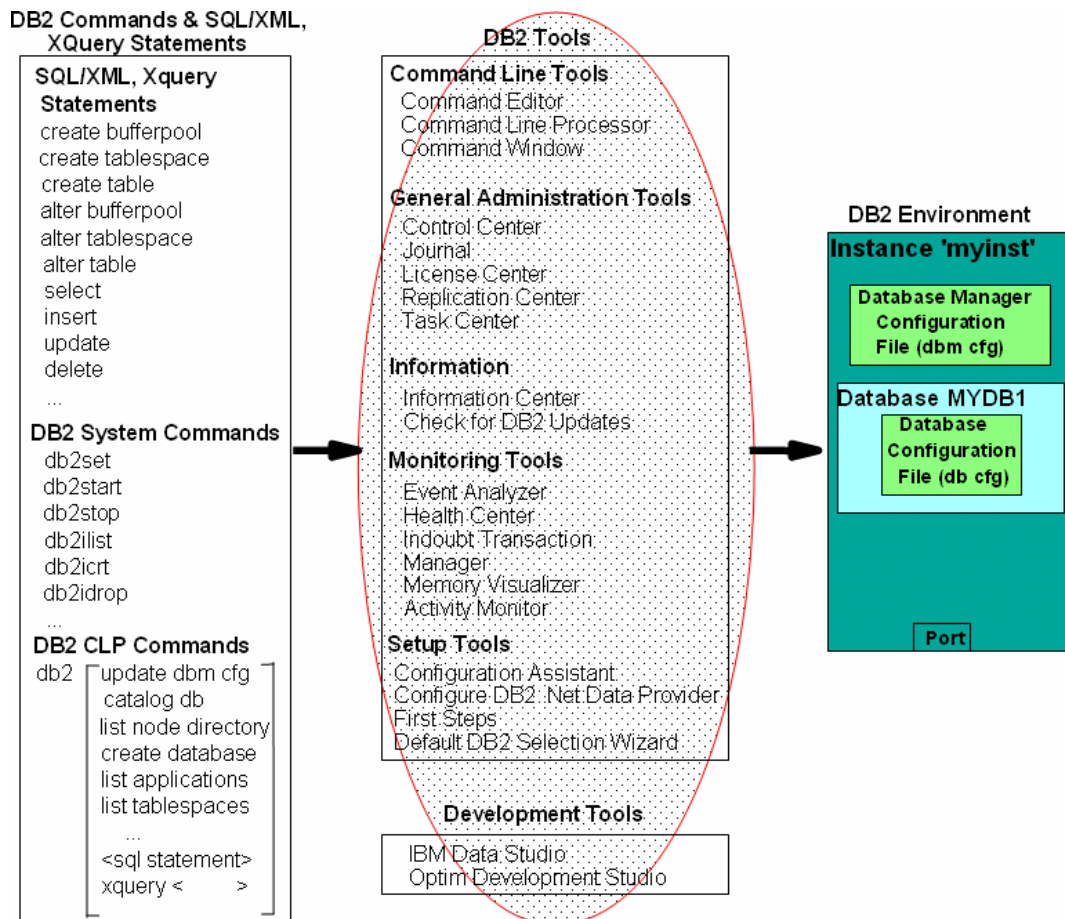 DB2 Commands & SQL/XML,
XQuery Statements
SQL/XML, Xquery
Statements
create bufferpool
create tablespace
create table
alter bufferpool
alter tablespace
alter table
select
insert
update
delete
...
DB2 System Commands
db2set
db2start
db2stop
db2ilist
db2icrt
db2idrop
...
DB2 CLP Commands
db2
update dbm cfg
catalog db
list node directory
create database
list applications
list tablespaces
...
<sql statement>
xquery < >
DB2 Tools
Command Line Tools
Command Editor
Command Line Processor
Command Window
General Administration Tools
Control Center
Journal
License Center
Replication Center
Task Center
Information
Information Center
Check for DB2 Updates
Monitoring Tools
Event Analyzer
Health Center
Indoubt Transaction
Manager
Memory Visualizer
Activity Monitor
Setup Tools
Configuration Assistant
Configure DB2 .Net Data Provider
First Steps
Default DB2 Selection Wizard
Development Tools
IBM Data Studio
Optim Development Studio
DB2 Environment
Instance 'myinst'
Database Manager
Configuration
File (dbm cfg)
Database MYDB1
Database
Configuration
File (db cfg)
Port